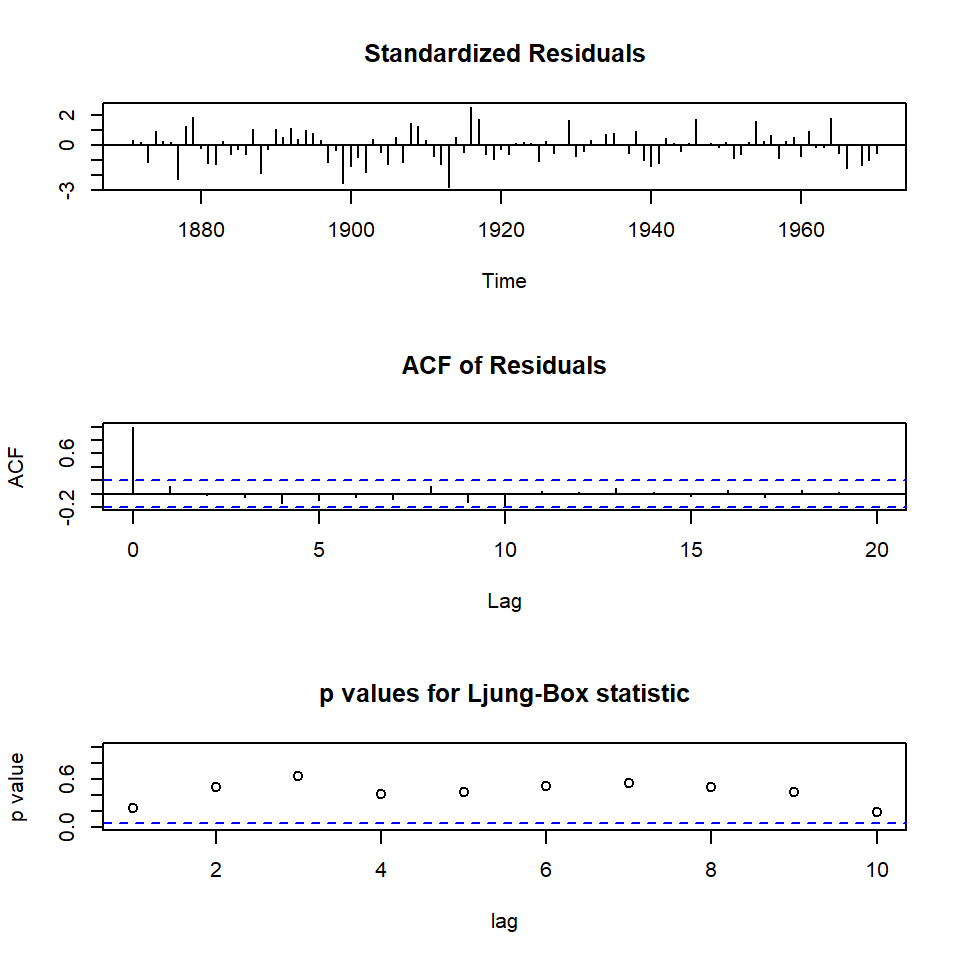 Standardized Residuals
2
0
-3
1880 1900 1920 1940 1960
Time
ACF of Residuals
ACF
0.6
-0.2
0 5 10 15 20
Lag
p values for Ljung-Box statistic
p value
0.6
0.0
2 4 6 8 10
lag